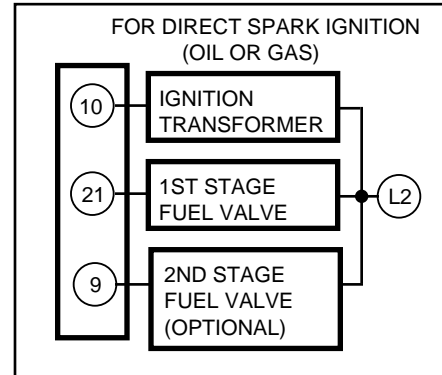 FOR DIRECT SPARK IGNITION
(OIL OR GAS)
10
IGNITION
TRANSFORMER
21
1ST STAGE
FUEL VALVE
L2
9
2ND STAGE
FUEL VALVE
(OPTIONAL)